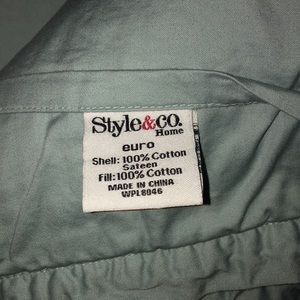 Style&co.
Home
euro
Shell: 100% Cotton
Sateen
Fill: 100% Cotton
MADE IN CHINA
WPL8046